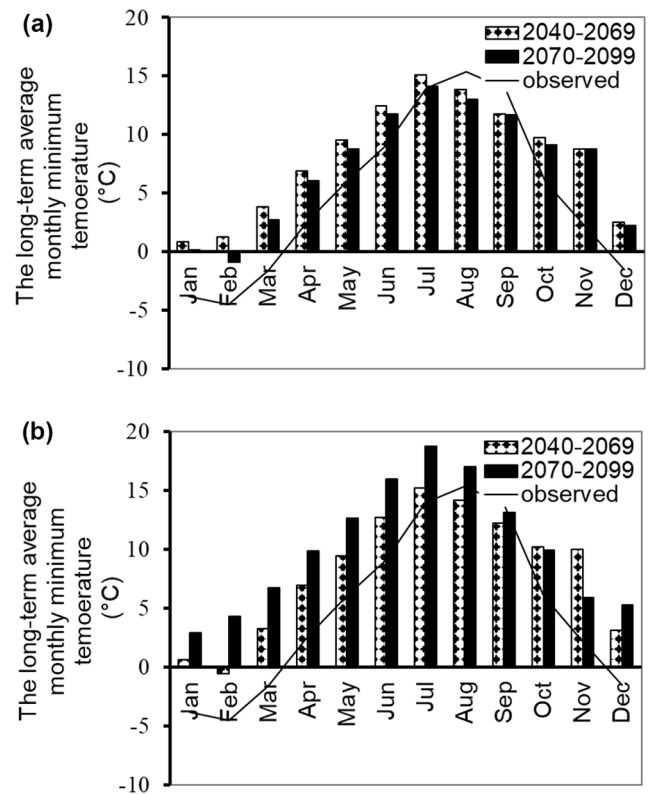 (a)
The long-term average
monthly minimum
temoerature
(°C)
20
15
10
5
0
-5
-10
2040-2069
2070-2099
observed
Jan
Feb
Mar
Apr
May
Jun
Jul
Aug
Sep
Oct
Nov
Dec
(b)
The long-term average
monthly minimum
temoerature
(°C)
20
15
10
5
0
-5
-10
2040-2069
2070-2099
observed
Jan
Feb
Mar
Apr
May
Jun
Jul
Aug
Sep
Oct
Nov
Dec